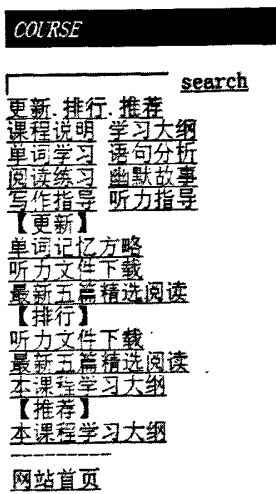 COURSE
search
更新.排行.推荐
课程说明 学习大纲
单词学习 语句分析
阅读练习 幽默故事
写作指导 听力指导
【更新】
单词记忆方略
听力文件下载
最新五篇精选阅读
【排行】
听力文件下载
最新五篇精选阅读
本课程学习大纲
【推荐】
本课程学习大纲
----------
网站首页